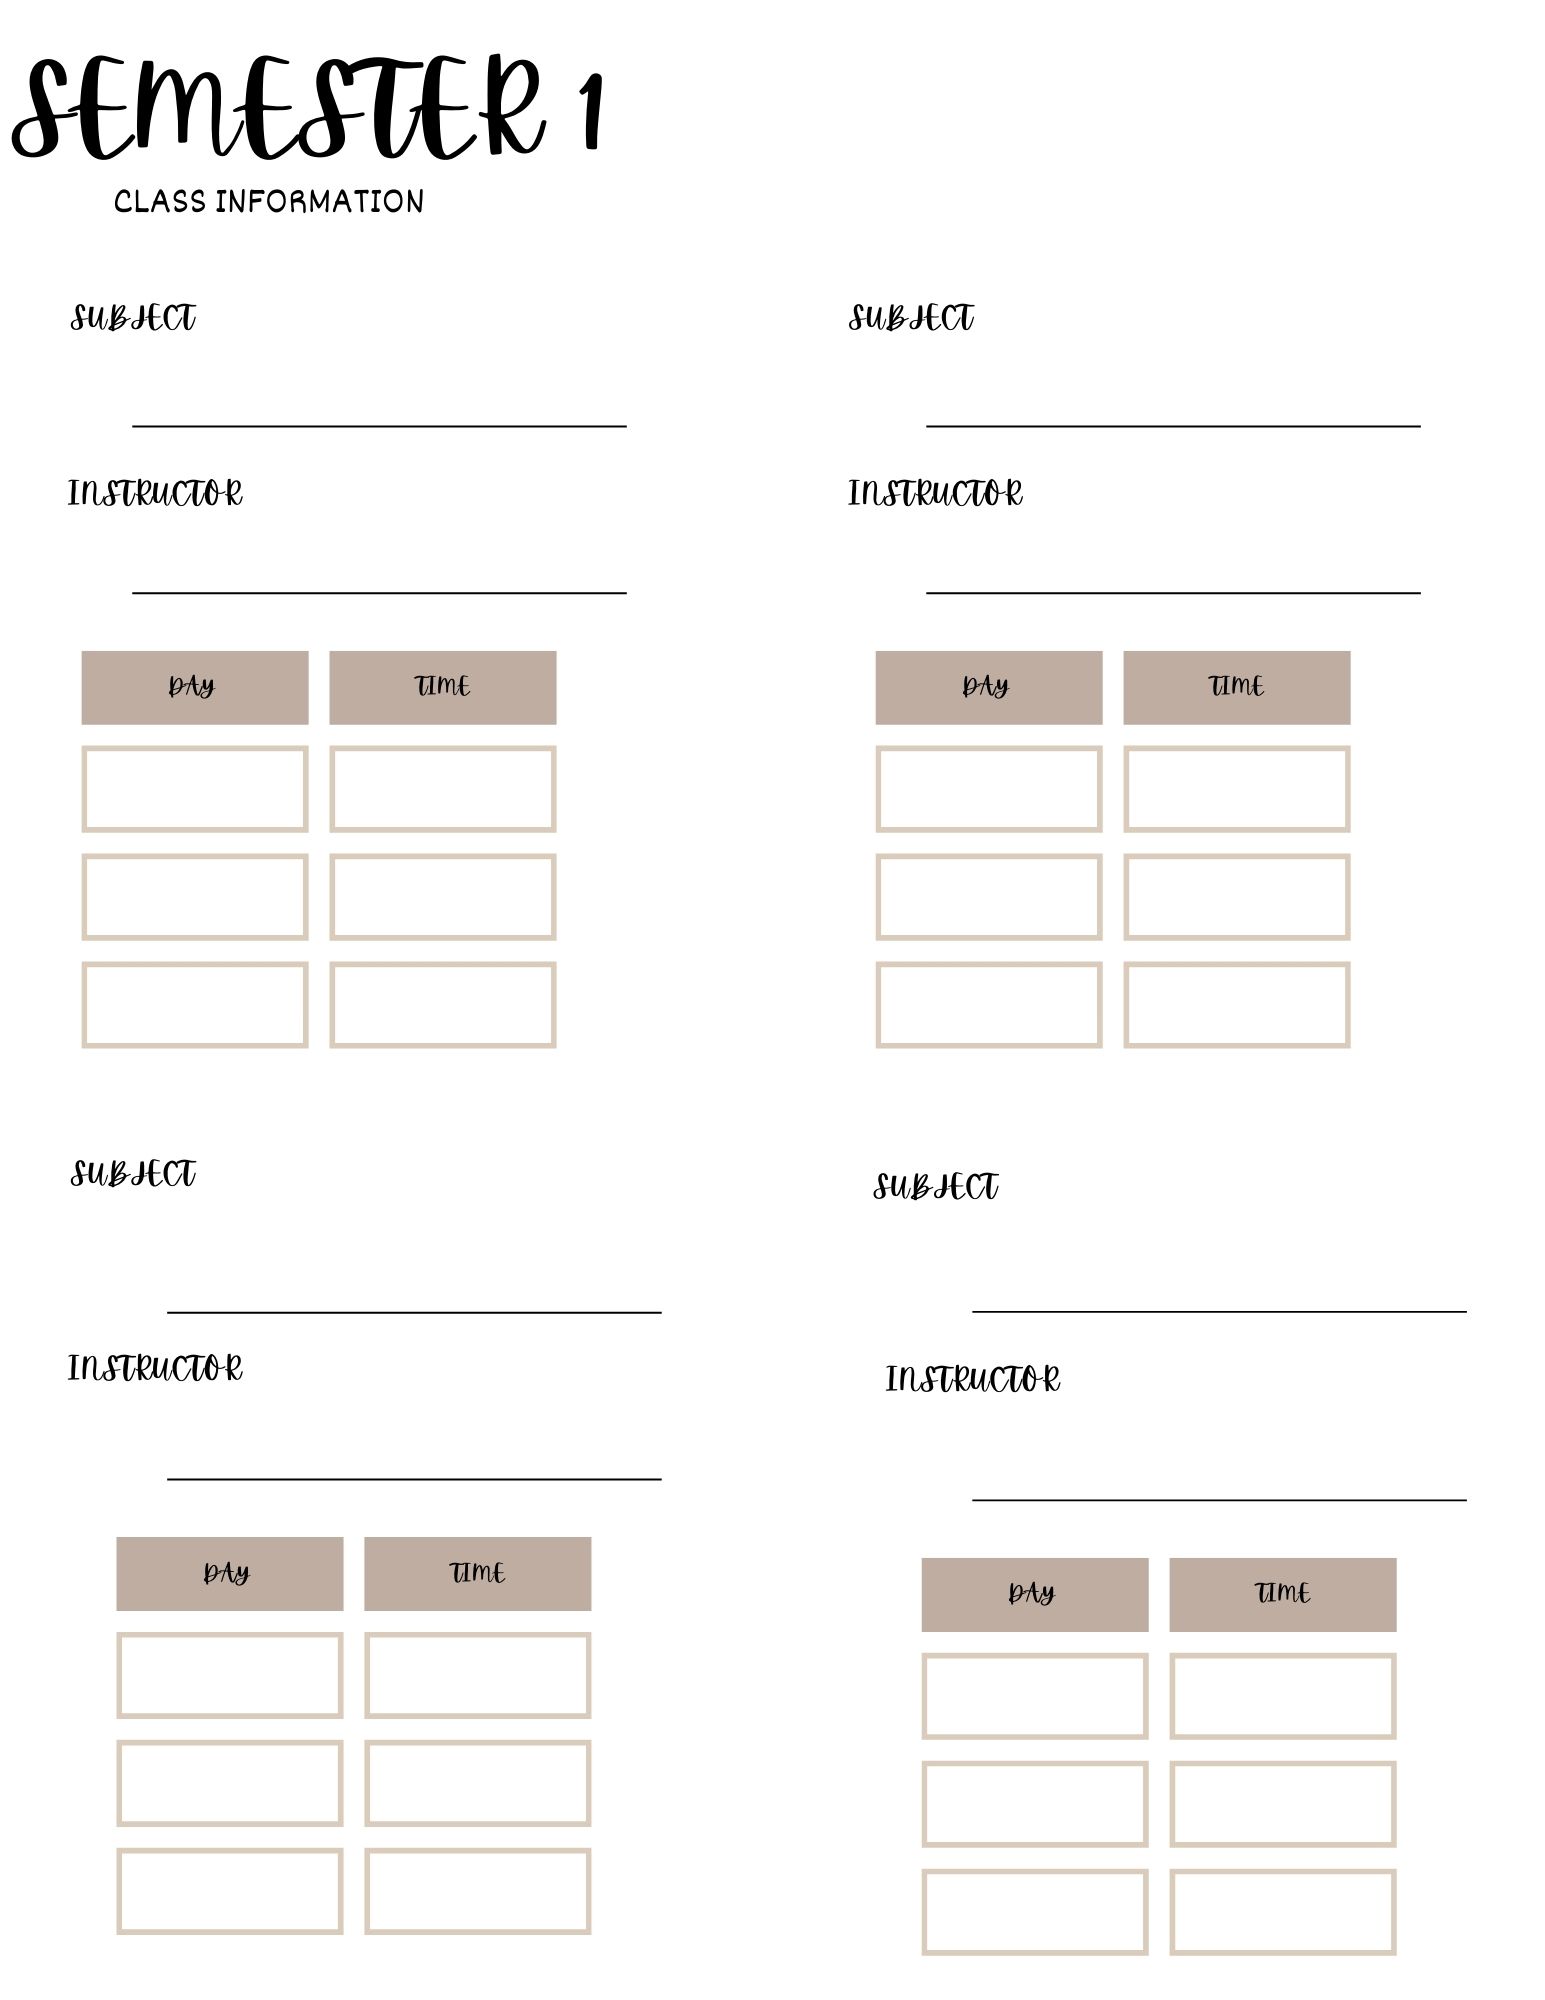 SEMESTER 1
CLASS INFORMATION
SUBJECT
INSTRUCTOR
DAY TIME
SUBJECT
INSTRUCTOR
DAY TIME
SUBJECT
INSTRUCTOR
DAY TIME
SUBJECT
INSTRUCTOR
DAY TIME